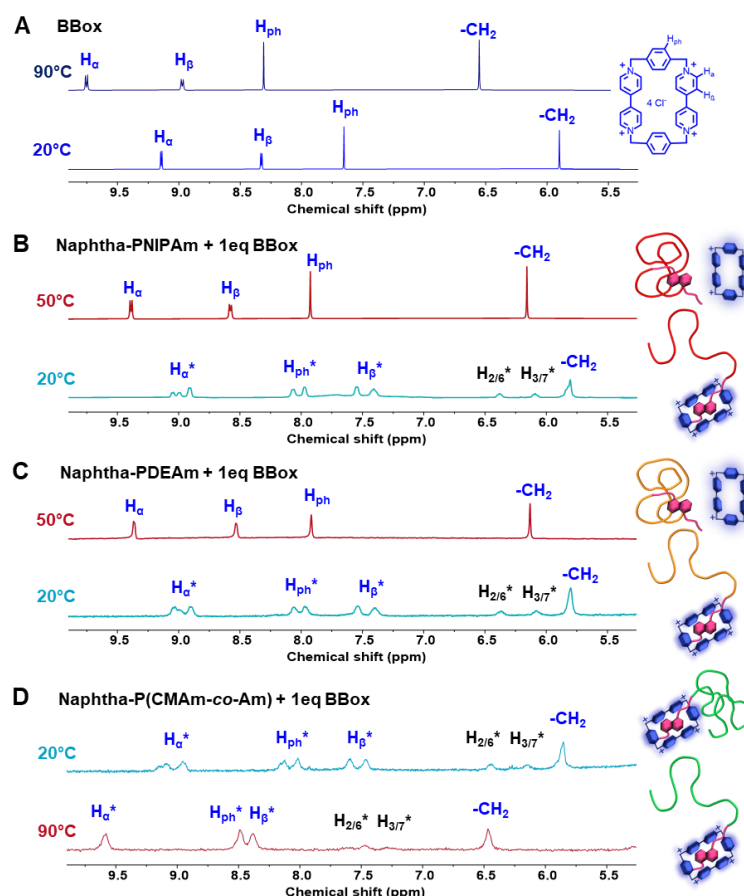 A BBox
90°C
Hα
Hβ
Hph
-CH2
20°C
Hα
Hβ
Hph
-CH2
9.5 9.0 8.5 8.0 7.5 7.0 6.5 6.0 5.5
Chemical shift (ppm)
Hph
Hα
Hβ
N+
N+
4 Cl-
N+
N+
B Naphtha-PNIPAm + 1eq BBox
50°C
Hα
Hβ
Hph
-CH2
20°C
Hα*
Hph*
Hβ*
H2/6*
H3/7*
-CH2
9.5 9.0 8.5 8.0 7.5 7.0 6.5 6.0 5.5
Chemical shift (ppm)
C Naphtha-PDEAm + 1eq BBox
50°C
Hα
Hβ
Hph
-CH2
20°C
Hα*
Hph*
Hβ*
H2/6*
H3/7*
-CH2
9.5 9.0 8.5 8.0 7.5 7.0 6.5 6.0 5.5
Chemical shift (ppm)
D Naphtha-P(CMAm-co-Am) + 1eq BBox
20°C
Hα*
Hph*
Hβ*
H2/6*
H3/7*
-CH2
90°C
Hα*
Hph*
Hβ*
H2/6*
H3/7*
-CH2
9.5 9.0 8.5 8.0 7.5 7.0 6.5 6.0 5.5
Chemical shift (ppm)